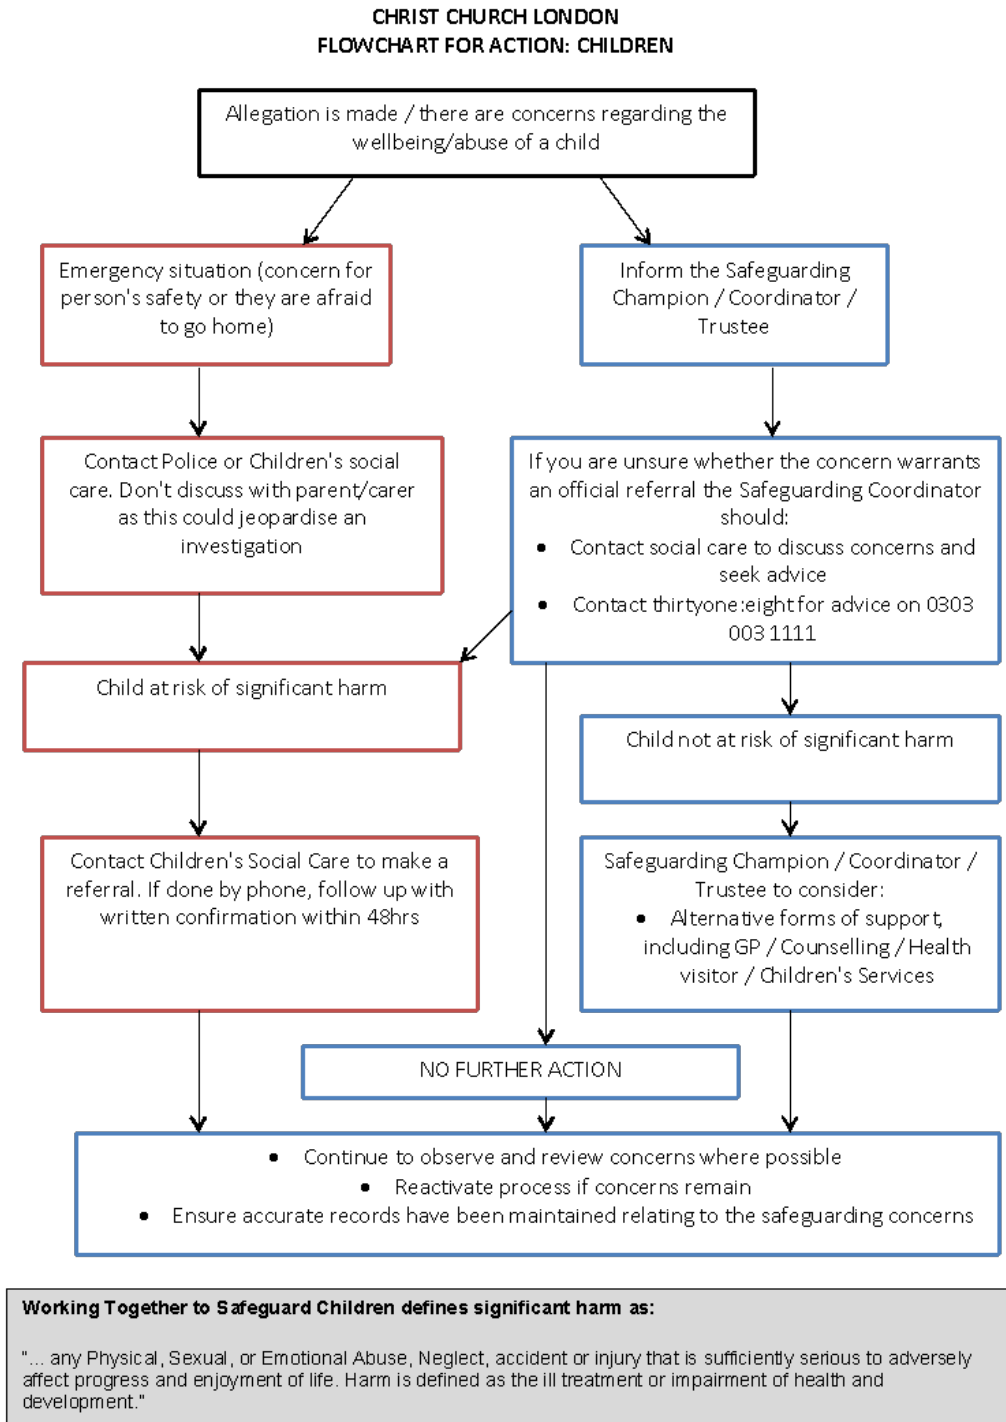 CHRIST CHURCH LONDON
FLOWCHART FOR ACTION: CHILDREN
Allegation is made / there are concerns regarding the
wellbeing/abuse of a child
Emergency situation (concern for
person's safety or they are afraid
to go home)
Inform the Safeguarding
Champion / Coordinator /
Trustee
Contact Police or Children's social
care. Don't discuss with parent/carer
as this could jeopardise an
investigation
If you are unsure whether the concern warrants
an official referral the Safeguarding Coordinator
should:
• Contact social care to discuss concerns and
seek advice
• Contact thirtyone:eight for advice on 0303
003 1111
Child at risk of significant harm
Child not at risk of significant harm
Contact Children's Social Care to make a
referral. If done by phone, follow up with
written confirmation within 48hrs
Safeguarding Champion / Coordinator /
Trustee to consider:
• Alternative forms of support,
including GP / Counselling / Health
visitor / Children's Services
NO FURTHER ACTION
• Continue to observe and review concerns where possible
• Reactivate process if concerns remain
• Ensure accurate records have been maintained relating to the safeguarding concerns
Working Together to Safeguard Children defines significant harm as:
"... any Physical, Sexual, or Emotional Abuse, Neglect, accident or injury that is sufficiently serious to adversely
affect progress and enjoyment of life. Harm is defined as the ill treatment or impairment of health and
development."